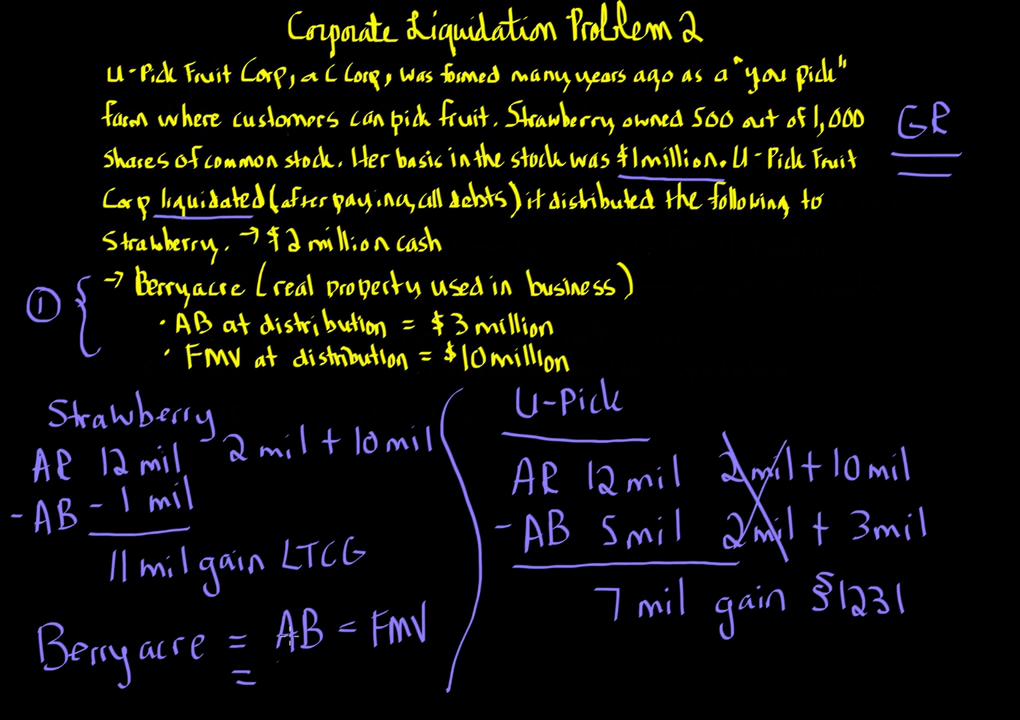 Corporate Liquidation Problem 2
U-Pick Fruit Corp, a C Corp, was formed many years ago as a "you pick"
farm where customers can pick fruit. Strawberry owned 500 out of 1,000
GR
shares of common stock. Her basis in the stock was $1 million. U-Pick Fruit
Corp liquidated (after paying all debts) it distributed the following to
Strawberry. → $2 million cash
→ Berryacre (real property used in business)
①
• AB at distribution = $3 million
• FMV at distribution = $10 million
Strawberry
AR 12 mil 2 mil + 10 mil
- AB - 1 mil
11 mil gain LTCG
Berryacre = AB = FMV
U-Pick
AR 12 mil 2 mil + 10 mil
- AB 5 mil 2 mil + 3 mil
7 mil gain §1231